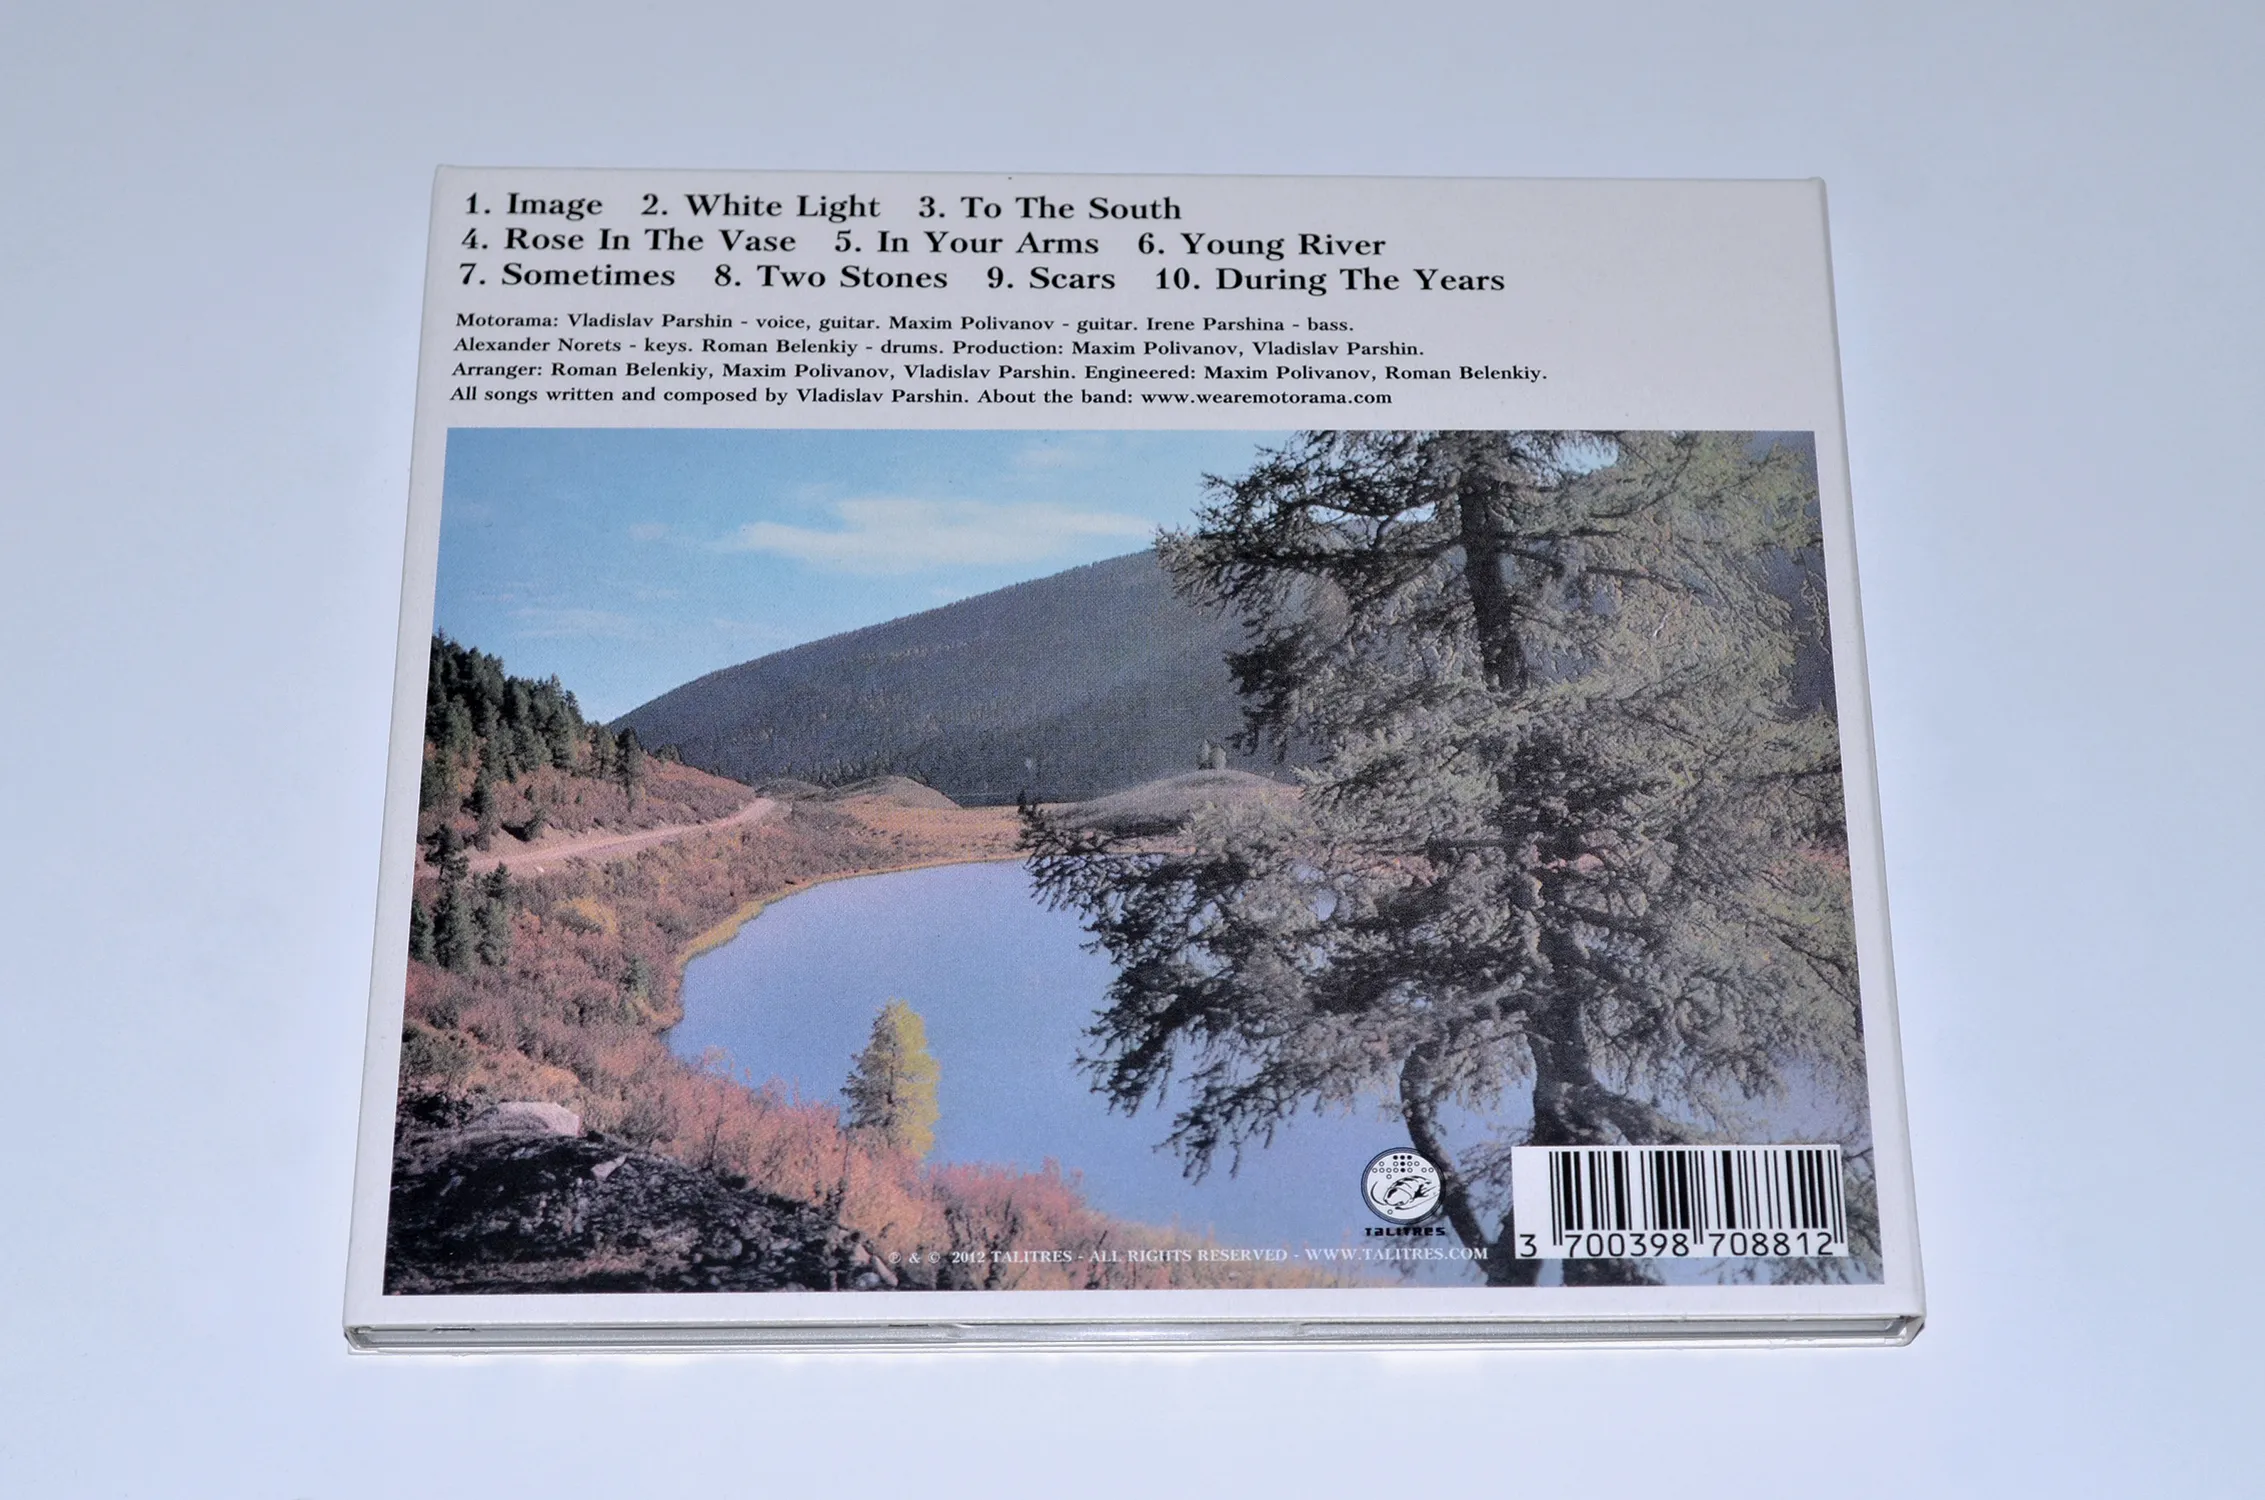 1. Image 2. White Light 3. To The South
4. Rose In The Vase 5. In Your Arms 6. Young River
7. Sometimes 8. Two Stones 9. Scars 10. During The Years
Motorama: Vladislav Parshin - voice, guitar. Maxim Polivanov - guitar. Irene Parshina - bass.
Alexander Norets - keys. Roman Belenkiy - drums. Production: Maxim Polivanov, Vladislav Parshin.
Arranger: Roman Belenkiy, Maxim Polivanov, Vladislav Parshin. Engineered: Maxim Polivanov, Roman Belenkiy.
All songs written and composed by Vladislav Parshin. About the band: www.wearemotorama.com
TALITRES
℗ & © 2012 TALITRES - ALL RIGHTS RESERVED - WWW.TALITRES.COM
3 700398 708812